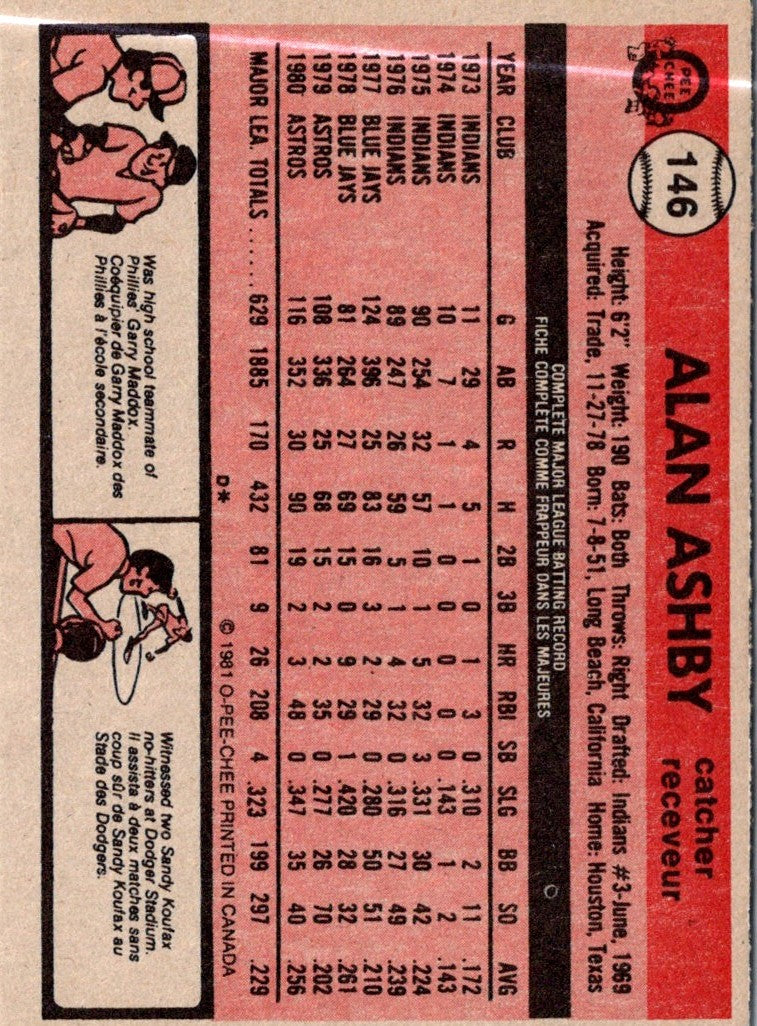 O
PEE
CHEE
146
ALAN ASHBY
catcher
receveur
Height: 6'2" Weight: 190 Bats: Both Throws: Right Drafted: Indians #3-June, 1969
Acquired: Trade, 11-27-78 Born: 7-8-51, Long Beach, California Home: Houston, Texas
COMPLETE MAJOR LEAGUE BATTING RECORD
FICHE COMPLETE COMME FRAPPEUR DANS LES MAJEURES
YEAR CLUB G AB R H 2B 3B HR RBI SB SLG BB SO AVG
1973 INDIANS 11 29 4 5 1 0 1 3 0 .310 2 11 .172
1974 INDIANS 10 7 1 1 0 0 0 0 0 .143 1 2 .143
1975 INDIANS 90 254 32 57 10 1 5 32 3 .331 30 42 .224
1976 INDIANS 89 247 26 59 5 1 4 32 0 .316 27 49 .239
1977 BLUE JAYS 124 396 25 83 16 3 2 29 0 .280 50 51 .210
1978 BLUE JAYS 81 264 27 69 15 0 9 29 1 .420 28 32 .261
1979 ASTROS 108 336 25 68 15 2 2 35 0 .277 26 70 .202
1980 ASTROS 116 352 30 90 19 2 3 48 0 .347 35 40 .256
MAJOR LEA TOTALS ...... 629 1885 170 432 81 9 26 208 4 .323 199 297 .229
D* © 1981 O-PEE-CHEE PRINTED IN CANADA
Was high school teammate of
Phillies' Garry Maddox.
Coéquipier de Garry Maddox des
Phillies à l'école secondaire.
Witnessed two Sandy Koufax
no-hitters at Dodger Stadium.
Il assista à deux matches sans
coup sûr de Sandy Koufax au
Stade des Dodgers.